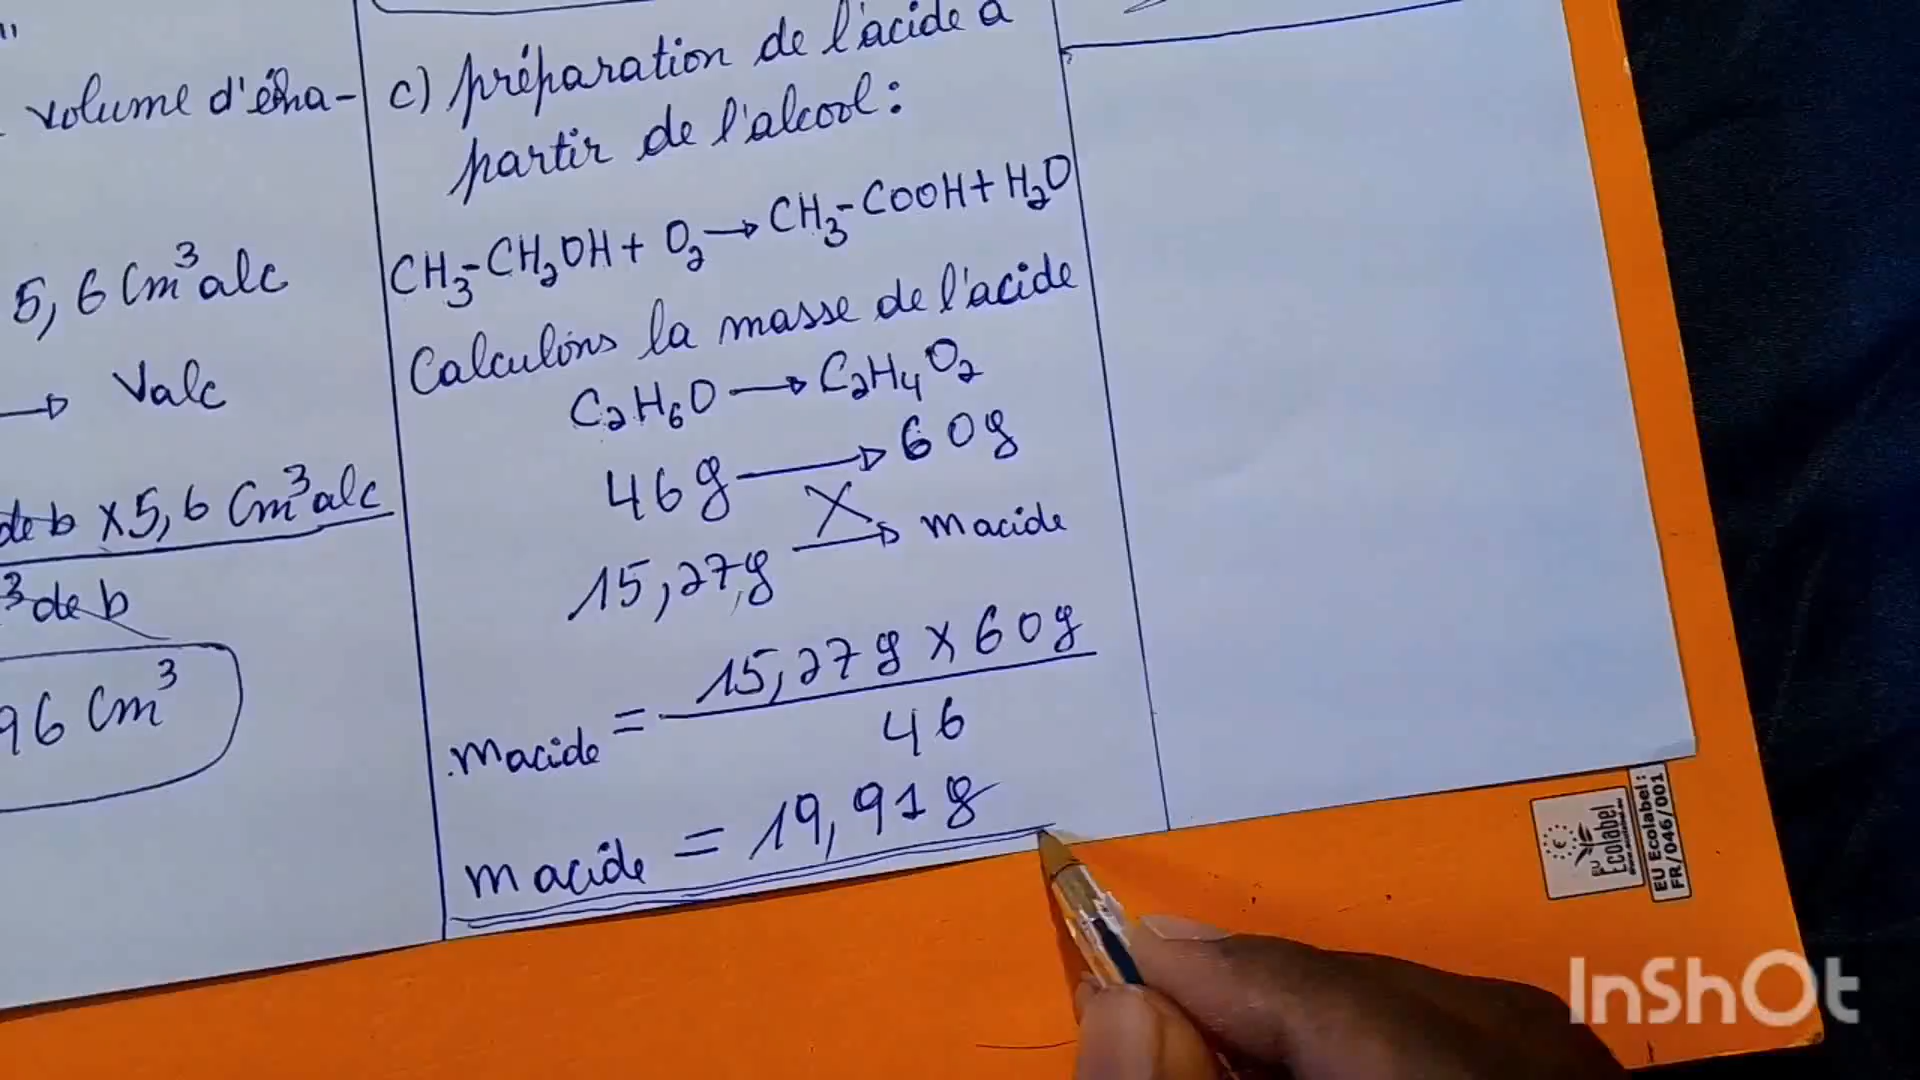 volume d'étha-
5,6 Cm³ alc
→ Valc
de b x 5,6 Cm³ alc
³ de b
96 Cm³
c) préparation de l'acide à
partir de l'alcool :
CH₃-CH₂OH + O₂ → CH₃-COOH + H₂O
Calculons la masse de l'acide
C₂H₆O → C₂H₄O₂
46g → 60g
X
15,27g → macide
macide = 15,27g x 60g
46
macide = 19,91g
EU Ecolabel
EU Ecolabel :
FR/046/001
InShOt